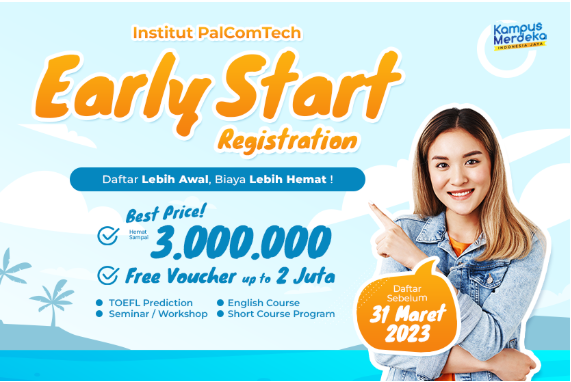 Institut PalComTech
Kampus
Merdeka
INDONESIA JAYA
Early Start
Registration
Daftar Lebih Awal, Biaya Lebih Hemat !
Best Price!
Hemat
Sampai
3.000.000
Free Voucher up to 2 Juta
TOEFL Prediction
English Course
Seminar / Workshop
Short Course Program
Daftar
Sebelum
31 Maret
2023